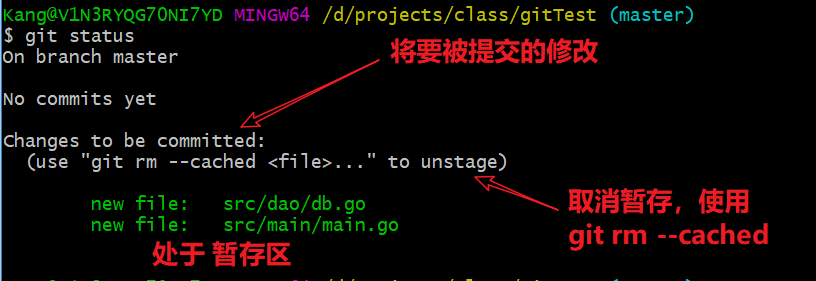 Kang@V1N3RYQG70NI7YD MINGW64 /d/projects/class/gitTest (master)
$ git status
On branch master
将要被提交的修改
No commits yet
Changes to be committed:
(use "git rm --cached <file>..." to unstage)
new file: src/dao/db.go
new file: src/main/main.go
取消暂存，使用
git rm --cached
处于 暂存区